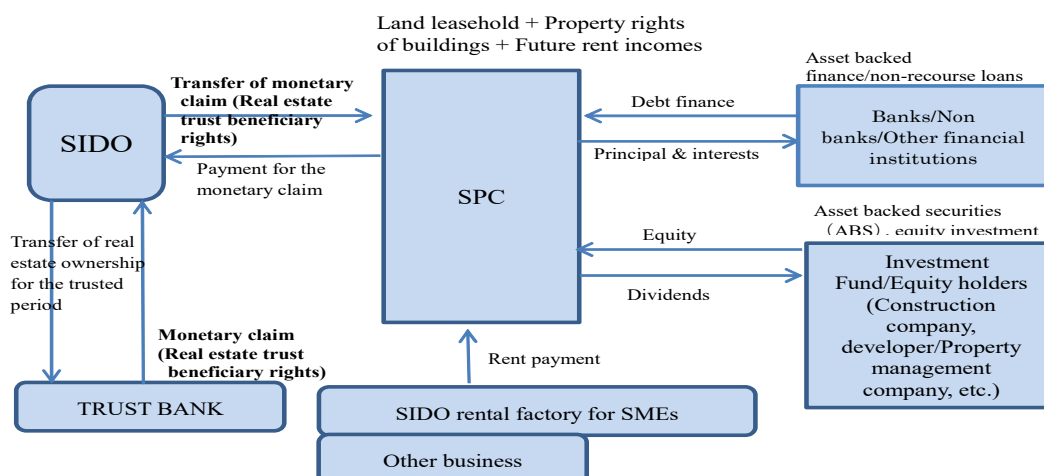 Land leasehold + Property rights
of buildings + Future rent incomes
Asset backed
finance/non-recourse loans
Transfer of monetary
claim (Real estate
trust beneficiary
rights)
SIDO
Payment for the
monetary claim
SPC
Debt finance
Principal & interests
Banks/Non
banks/Other financial
institutions
Asset backed securities
（ABS）, equity investment
Equity
Dividends
Investment
Fund/Equity holders
(Construction
company,
developer/Property
management
company, etc.)
Transfer of real
estate ownership
for the trusted
period
Monetary claim
(Real estate trust
beneficiary rights)
Rent payment
TRUST BANK
SIDO rental factory for SMEs
Other business